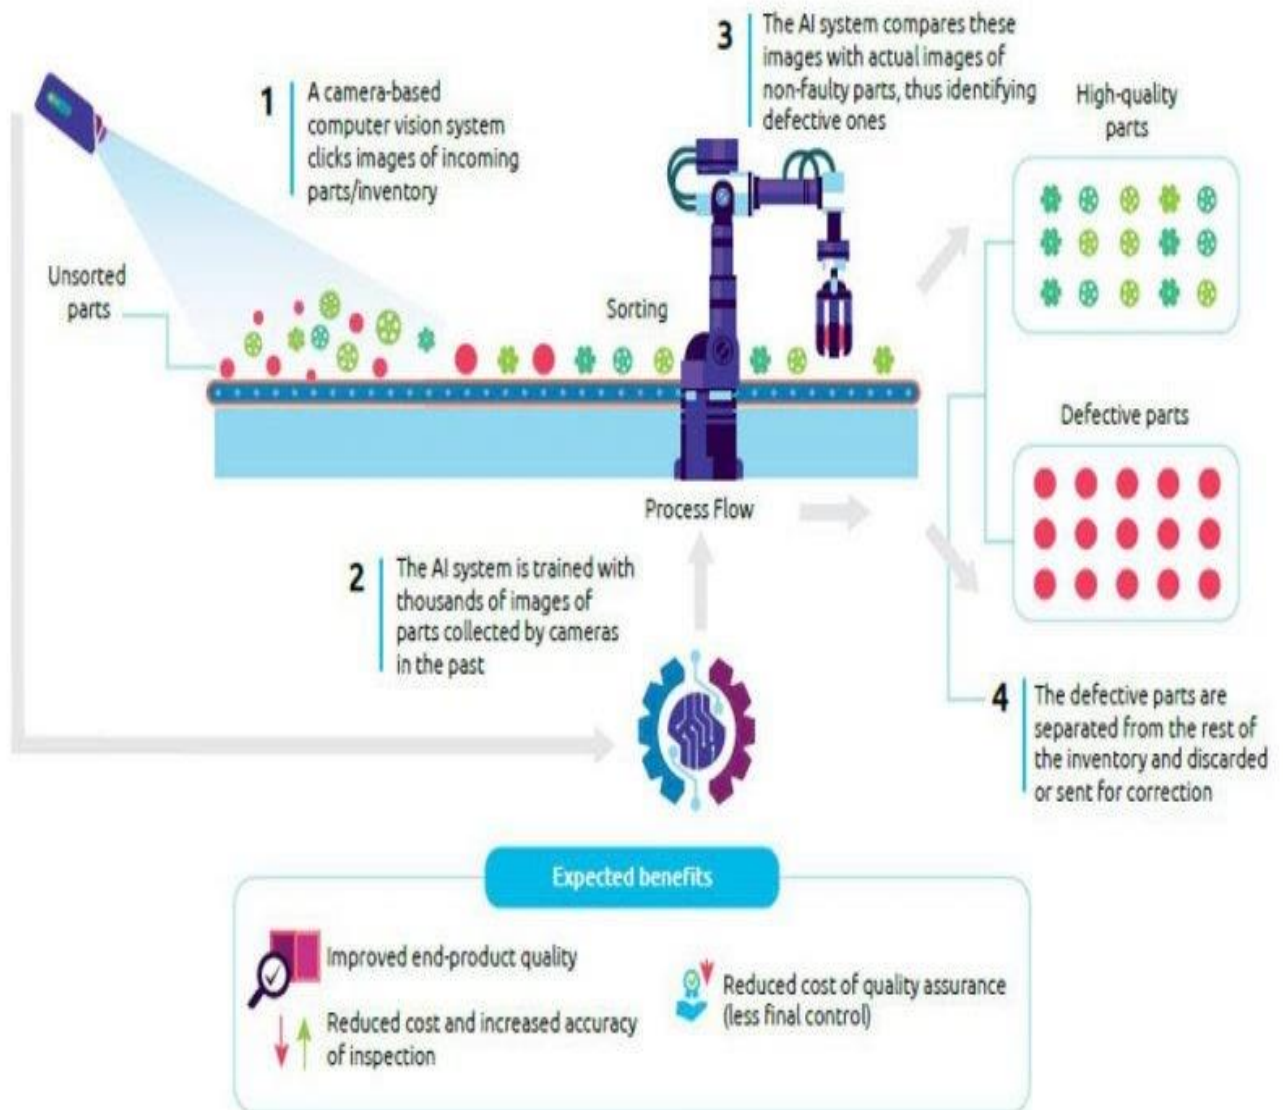 1
A camera-based
computer vision system
clicks images of incoming
parts/inventory
3
The AI system compares these
images with actual images of
non-faulty parts, thus identifying
defective ones
High-quality
parts
Unsorted
parts
Sorting
Defective parts
Process Flow
2
The AI system is trained with
thousands of images of
parts collected by cameras
in the past
4
The defective parts are
separated from the rest of
the inventory and discarded
or sent for correction
Expected benefits
Improved end-product quality
Reduced cost and increased accuracy
of inspection
Reduced cost of quality assurance
(less final control)